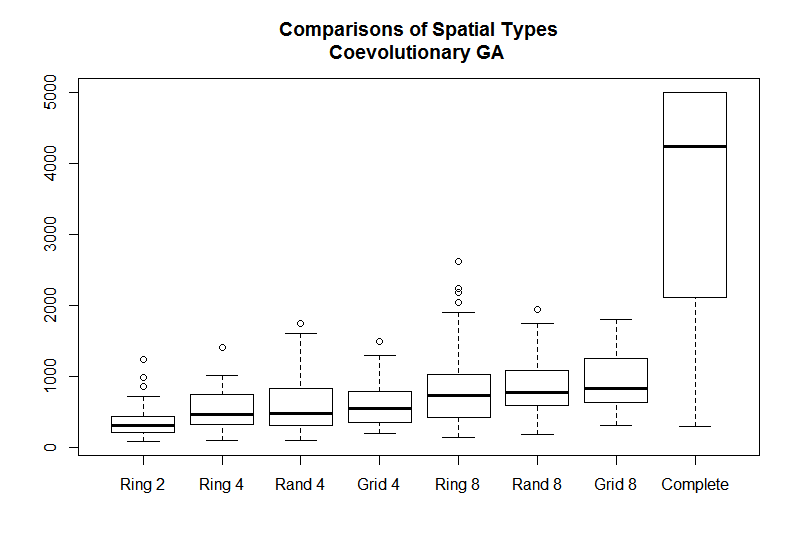 Comparisons of Spatial Types
Coevolutionary GA
5000
4000
3000
2000
1000
0
Ring 2 Ring 4 Rand 4 Grid 4 Ring 8 Rand 8 Grid 8 Complete